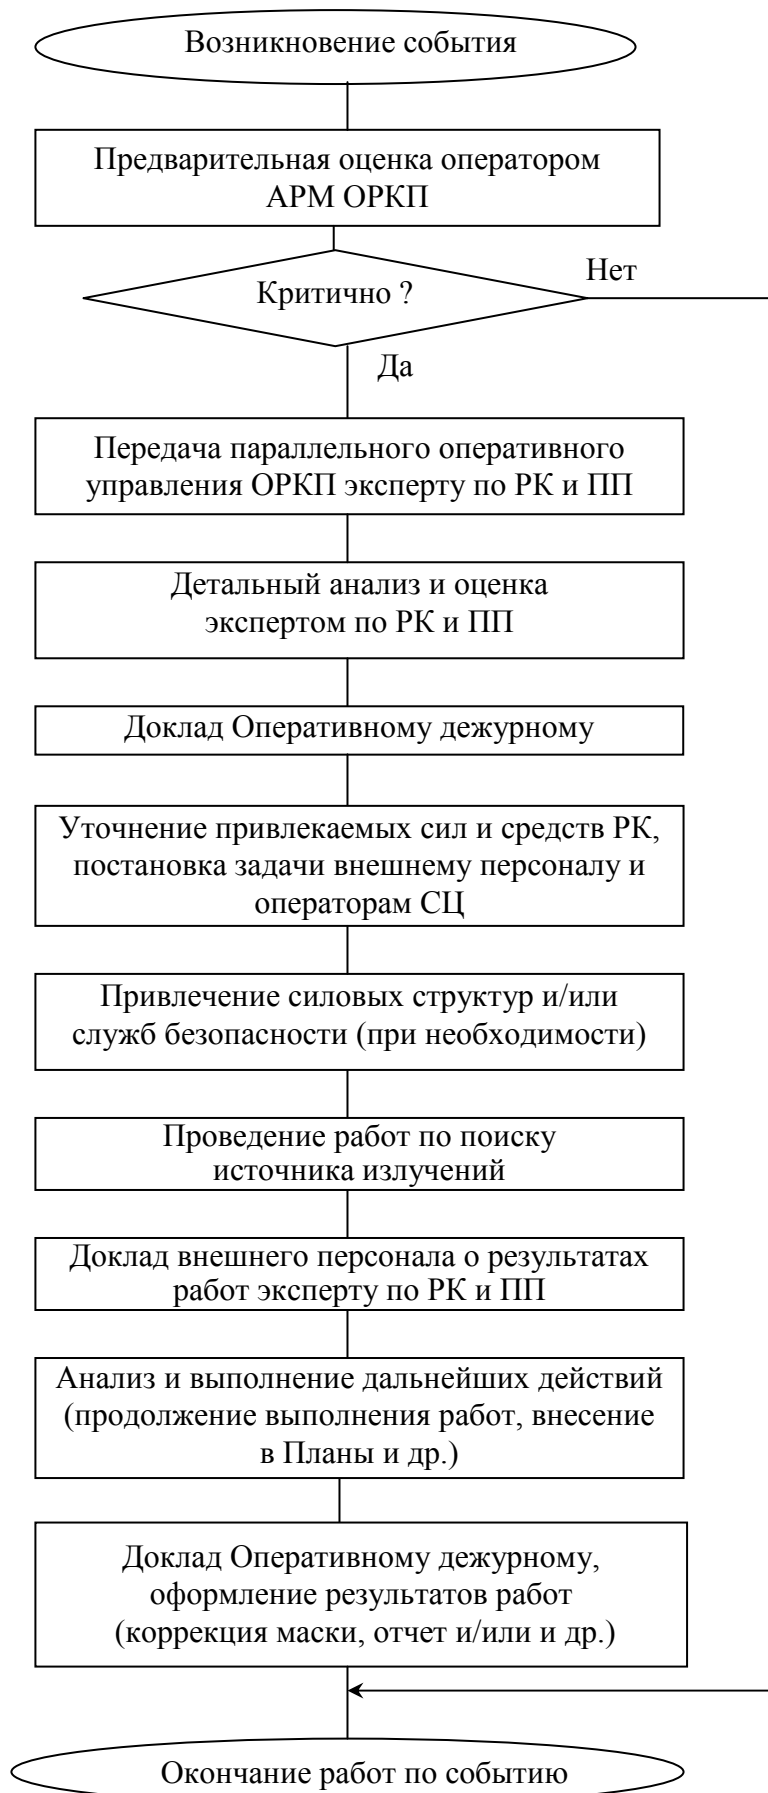 Возникновение события
Предварительная оценка оператором
АРМ ОРКП
Критично ?
Нет
Да
Передача параллельного оперативного
управления ОРКП эксперту по РК и ПП
Детальный анализ и оценка
экспертом по РК и ПП
Доклад Оперативному дежурному
Уточнение привлекаемых сил и средств РК,
постановка задачи внешнему персоналу и
операторам СЦ
Привлечение силовых структур и/или
служб безопасности (при необходимости)
Проведение работ по поиску
источника излучений
Доклад внешнего персонала о результатах
работ эксперту по РК и ПП
Анализ и выполнение дальнейших действий
(продолжение выполнения работ, внесение
в Планы и др.)
Доклад Оперативному дежурному,
оформление результатов работ
(коррекция маски, отчет и/или и др.)
Окончание работ по событию